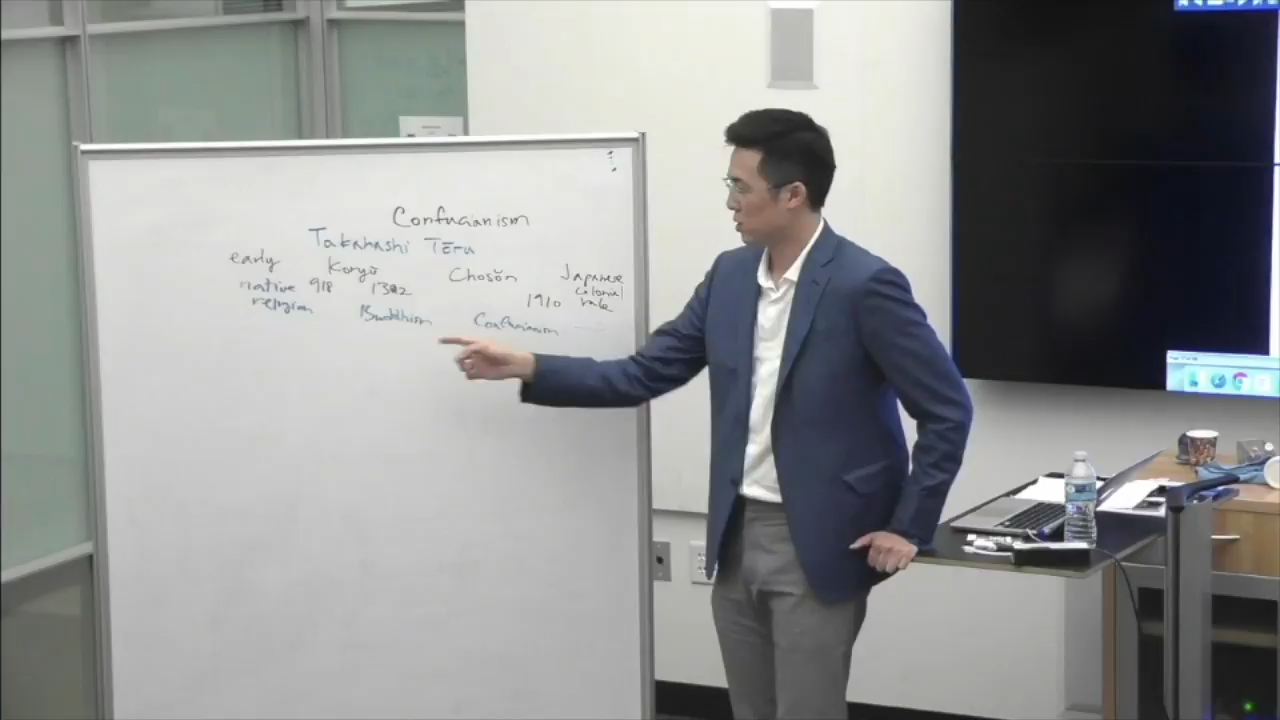 Confucianism
Takahashi Tōru
early Koryŏ Chosŏn Japanese
native 918 1392 colonial
religion 1910 rule
Buddhism Confucianism